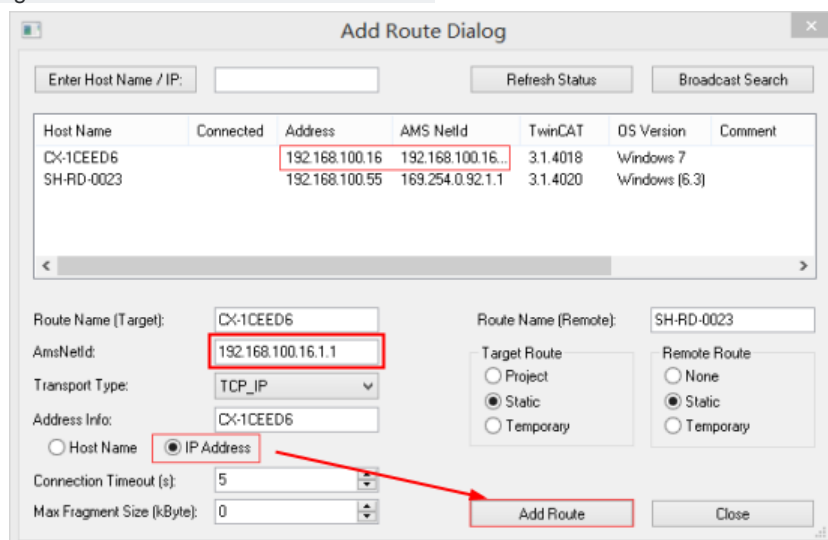 Add Route Dialog
Enter Host Name / IP: Refresh Status Broadcast Search
Host Name Connected Address AMS NetId TwinCAT OS Version Comment
CX-1CEED6 192.168.100.16 192.168.100.16... 3.1.4018 Windows 7
SH-RD-0023 192.168.100.55 169.254.0.92.1.1 3.1.4020 Windows (6.3)
Route Name (Target): CX-1CEED6 Route Name (Remote): SH-RD-0023
AmsNetId: 192.168.100.16.1.1 Target Route Remote Route
Project None
Transport Type: TCP_IP Static Static
Address Info: CX-1CEED6 Temporary Temporary
Host Name IP Address
Connection Timeout (s): 5
Max Fragment Size (kByte): 0 Add Route Close